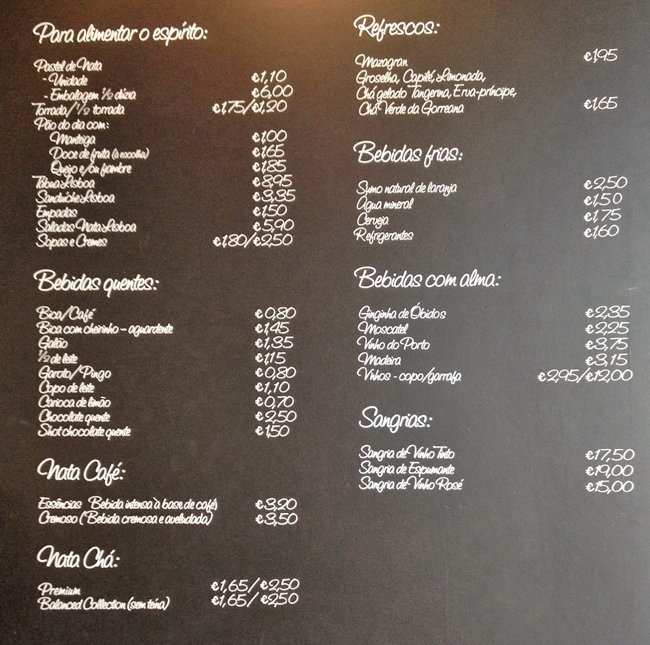 Para alimentar o espírito:
Pastel de Nata
- Unidade €1,10
- Embalagem ½ dúzia €6,00
Torrada/½ torrada €1,75/€1,20
Pão do dia com:
Manteiga €1,00
Doce de fruta (à escolha) €1,65
Queijo e/ou fiambre €1,85
Tábua Lisboa €8,95
Sanduíche Lisboa €3,35
Empadas €1,50
Saladas Nata Lisboa €5,90
Sopas e Cremes €1,80/€2,50
Bebidas quentes:
Bica/Café €0,80
Bica com cheirinho - aguardente €1,45
Galão €1,35
½ de leite €1,15
Garoto/Pingo €0,80
Copo de leite €1,10
Carioca de limão €0,70
Chocolate quente €2,50
Shot chocolate quente €1,50
Nata Café:
Essências Bebida intensa à base de café) €3,20
Cremoso (Bebida cremosa e aveludada) €3,50
Nata Chá:
Premium €1,65/€2,50
Balanced Collection (sem teína) €1,65/€2,50
Refrescos:
Mazagran €1,95
Groselha, Capilé, Limonada,
Chá gelado Tangerina, Erva-príncipe,
Chá Verde da Gorreana €1,65
Bebidas frias:
Sumo natural de laranja €2,50
Água mineral €1,50
Cerveja €1,75
Refrigerantes €1,60
Bebidas com alma:
Ginginha de Óbidos €2,35
Moscatel €2,25
Vinho do Porto €3,75
Madeira €3,15
Vinhos - copo/garrafa €2,95/€12,00
Sangrias:
Sangria de Vinho Tinto €17,50
Sangria de Espumante €19,00
Sangria de Vinho Rosé €15,00